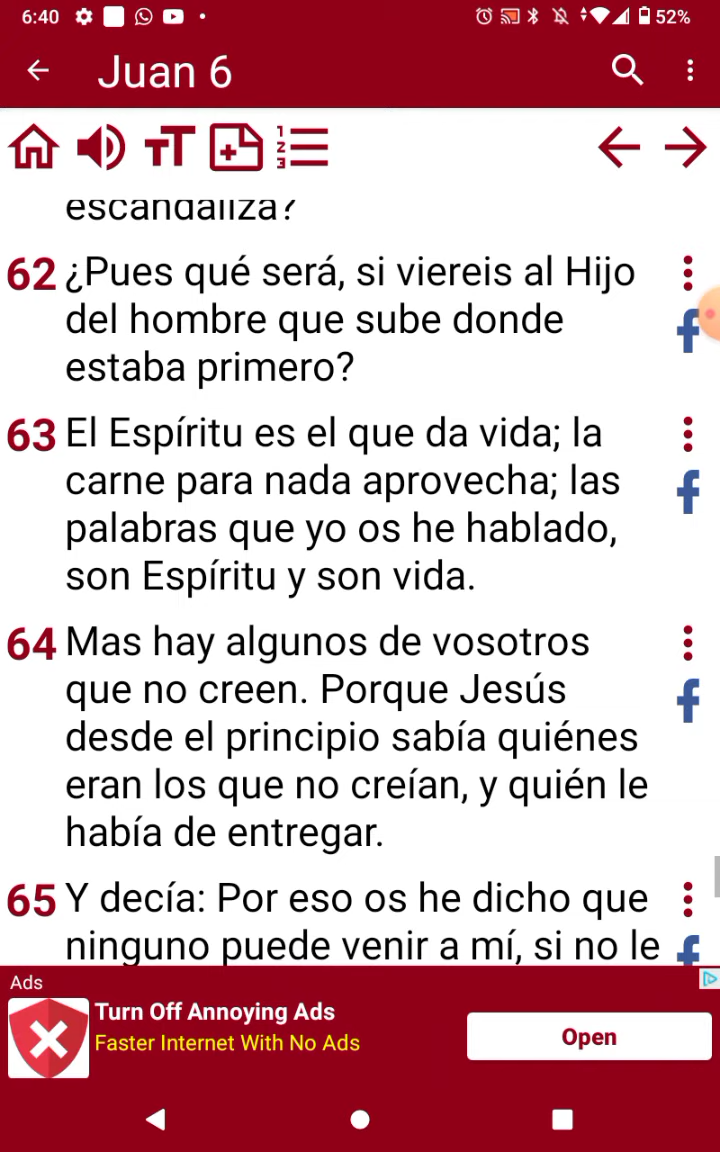 6:40
52%
Juan 6
escandaliza?
62 ¿Pues qué será, si viereis al Hijo
del hombre que sube donde
estaba primero?
63 El Espíritu es el que da vida; la
carne para nada aprovecha; las
palabras que yo os he hablado,
son Espíritu y son vida.
64 Mas hay algunos de vosotros
que no creen. Porque Jesús
desde el principio sabía quiénes
eran los que no creían, y quién le
había de entregar.
65 Y decía: Por eso os he dicho que
ninguno puede venir a mí, si no le
Ads
Turn Off Annoying Ads
Faster Internet With No Ads
Open